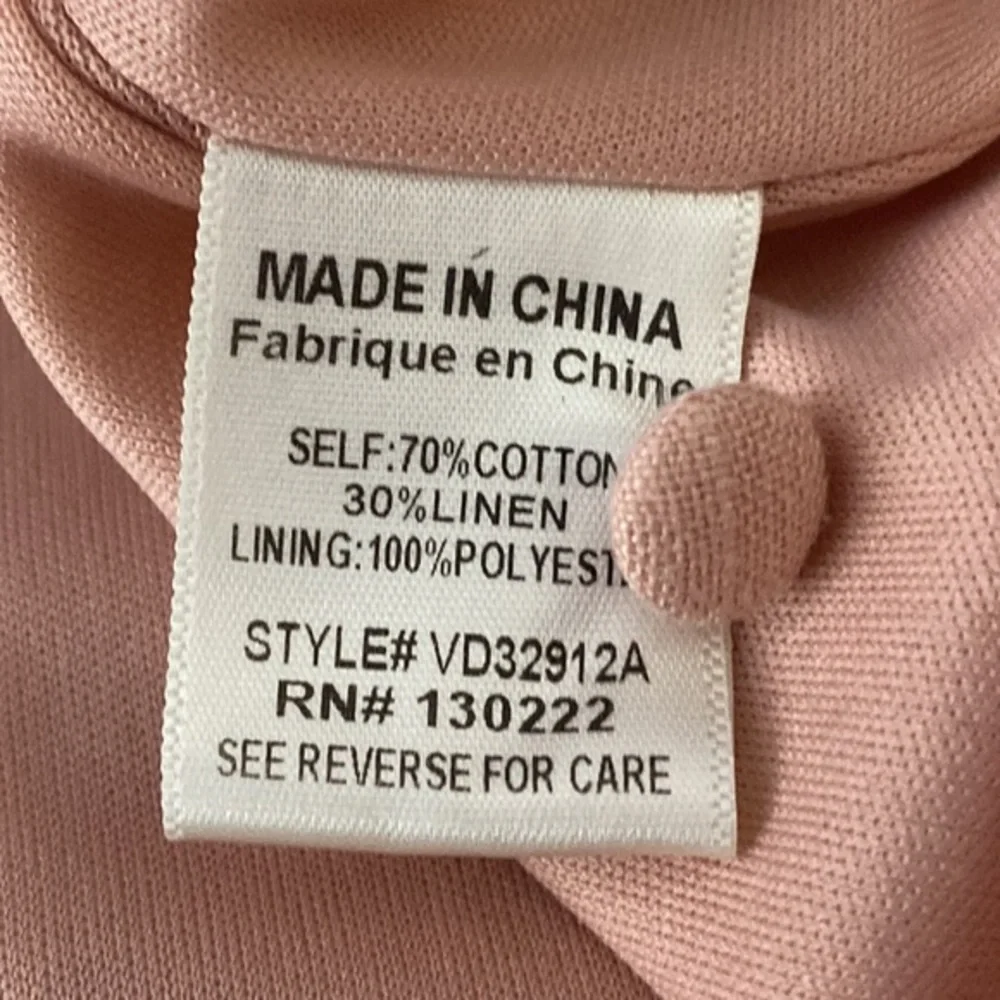 MADE IN CHINA
Fabrique en Chine
SELF:70%COTTON
30%LINEN
LINING:100%POLYEST
STYLE# VD32912A
RN# 130222
SEE REVERSE FOR CARE